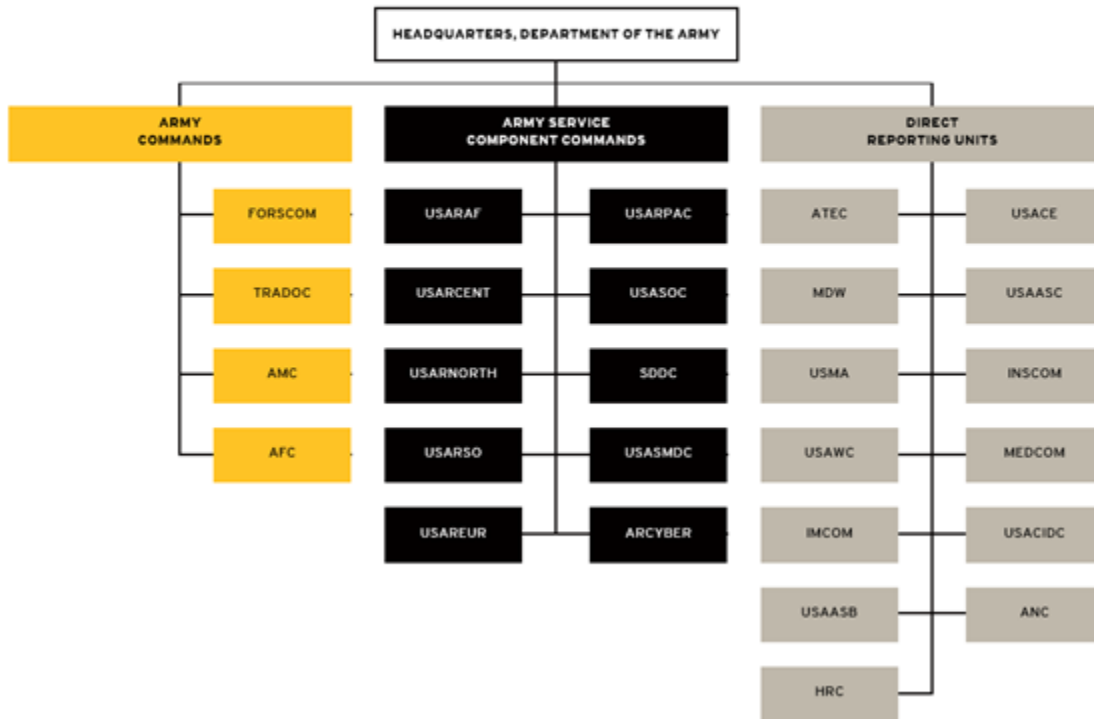 HEADQUARTERS, DEPARTMENT OF THE ARMY
ARMY
COMMANDS
FORSCOM
TRADOC
AMC
AFC
ARMY SERVICE
COMPONENT COMMANDS
USARAF
USARPAC
USARCENT
USASOC
USARNORTH
SDDC
USARSO
USASMDC
USAREUR
ARCYBER
DIRECT
REPORTING UNITS
ATEC
USACE
MDW
USAASC
USMA
INSCOM
USAWC
MEDCOM
IMCOM
USACIDC
USAASB
ANC
HRC